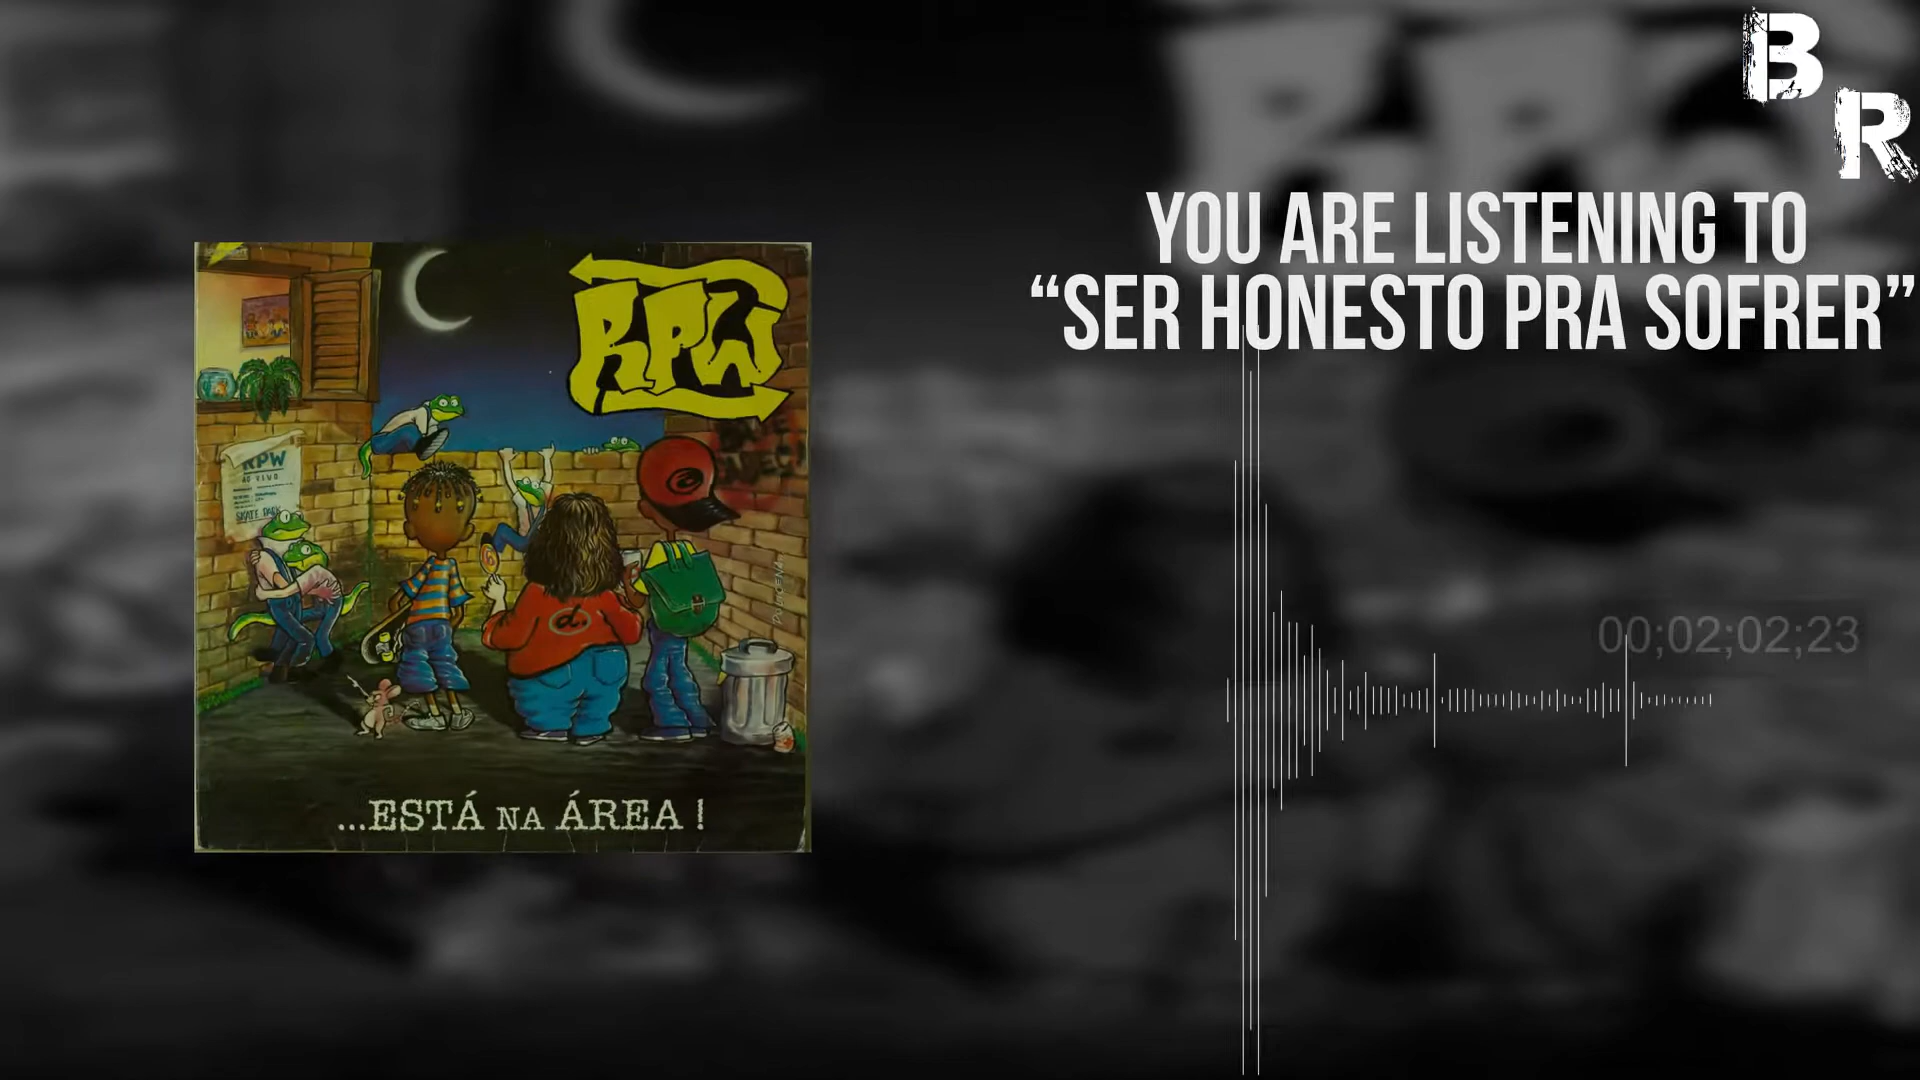 B
R
YOU ARE LISTENING TO
“SER HONESTO PRA SOFRER”
00;02;02;23
RPW
RPW
AO VIVO
SKATE PARK
d.
...ESTÁ NA ÁREA !